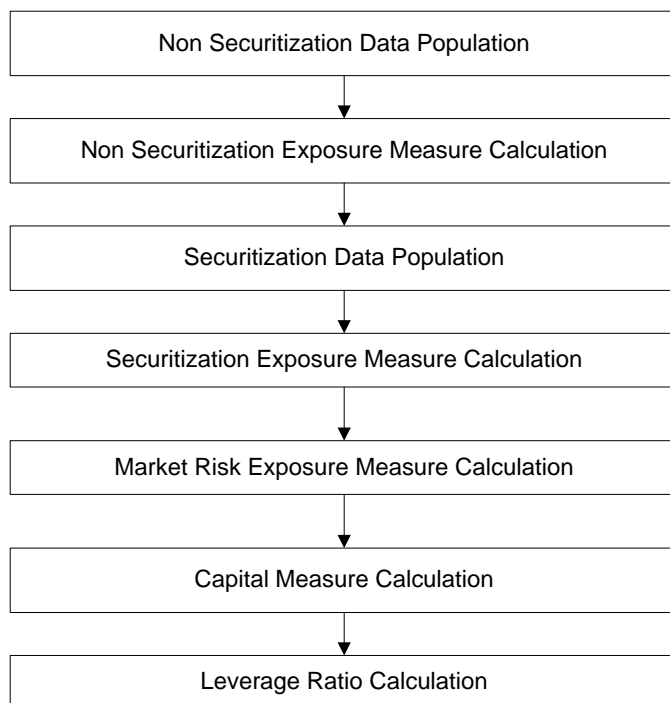 Non Securitization Data Population
Non Securitization Exposure Measure Calculation
Securitization Data Population
Securitization Exposure Measure Calculation
Market Risk Exposure Measure Calculation
Capital Measure Calculation
Leverage Ratio Calculation